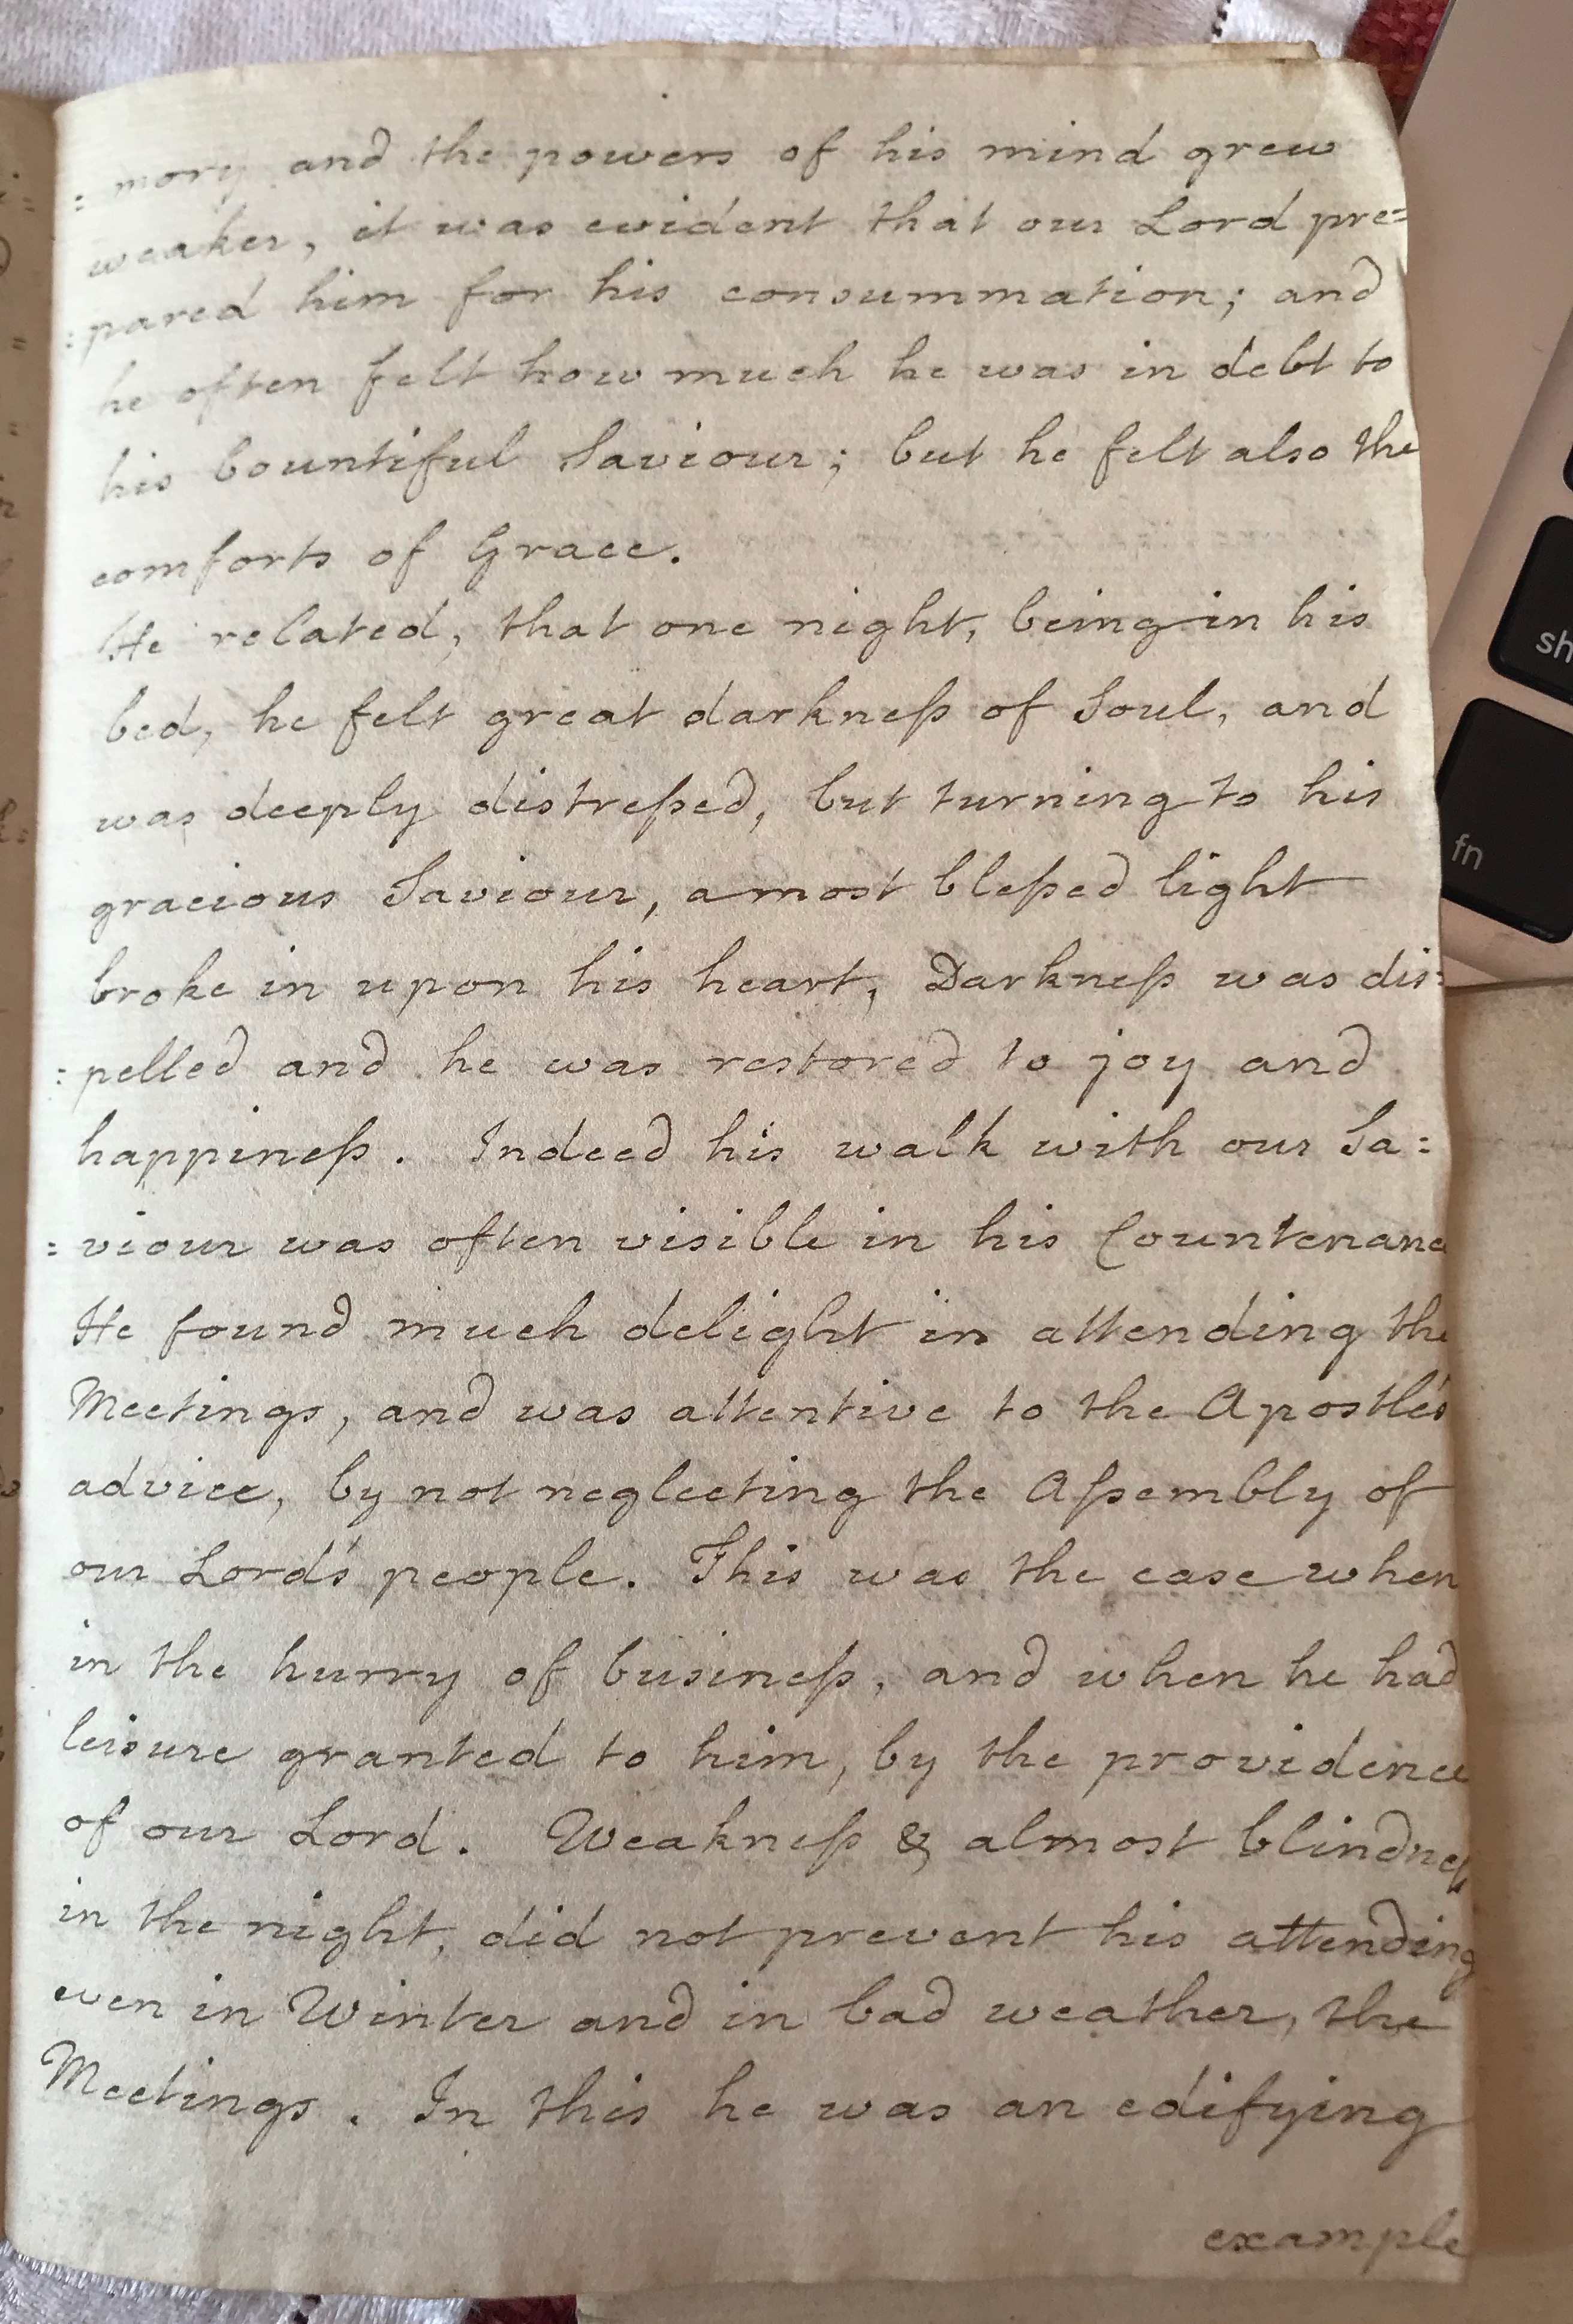 : mory and the powers of his mind grew
weaker, it was evident that our Lord pre=
:pared him for his consummation; and
he often felt how much he was in debt to
his bountiful Saviour; but he felt also the
comforts of Grace.
He related, that one night, being in his
bed, he felt great darkneſs of Soul, and
was deeply distreſsed, but turning to his
gracious Saviour, a most bleſsed light
broke in upon his heart, Darkneſs was dis:
:pelled and he was restored to joy and
happineſs. Indeed his walk with our Sa:
:viour was often visible in his Countenance
He found much delight in attending the
Meetings, and was attentive to the Apostle's
advice, by not neglecting the Aſsembly of
our Lord's people. This was the case when
in the hurry of busineſs, and when he had
leisure granted to him, by the providence
of our Lord. Weakneſs & almost blindneſs
in the night, did not prevent his attending
even in Winter and in bad weather, the
Meetings. In this he was an edifying
example
sh
fn